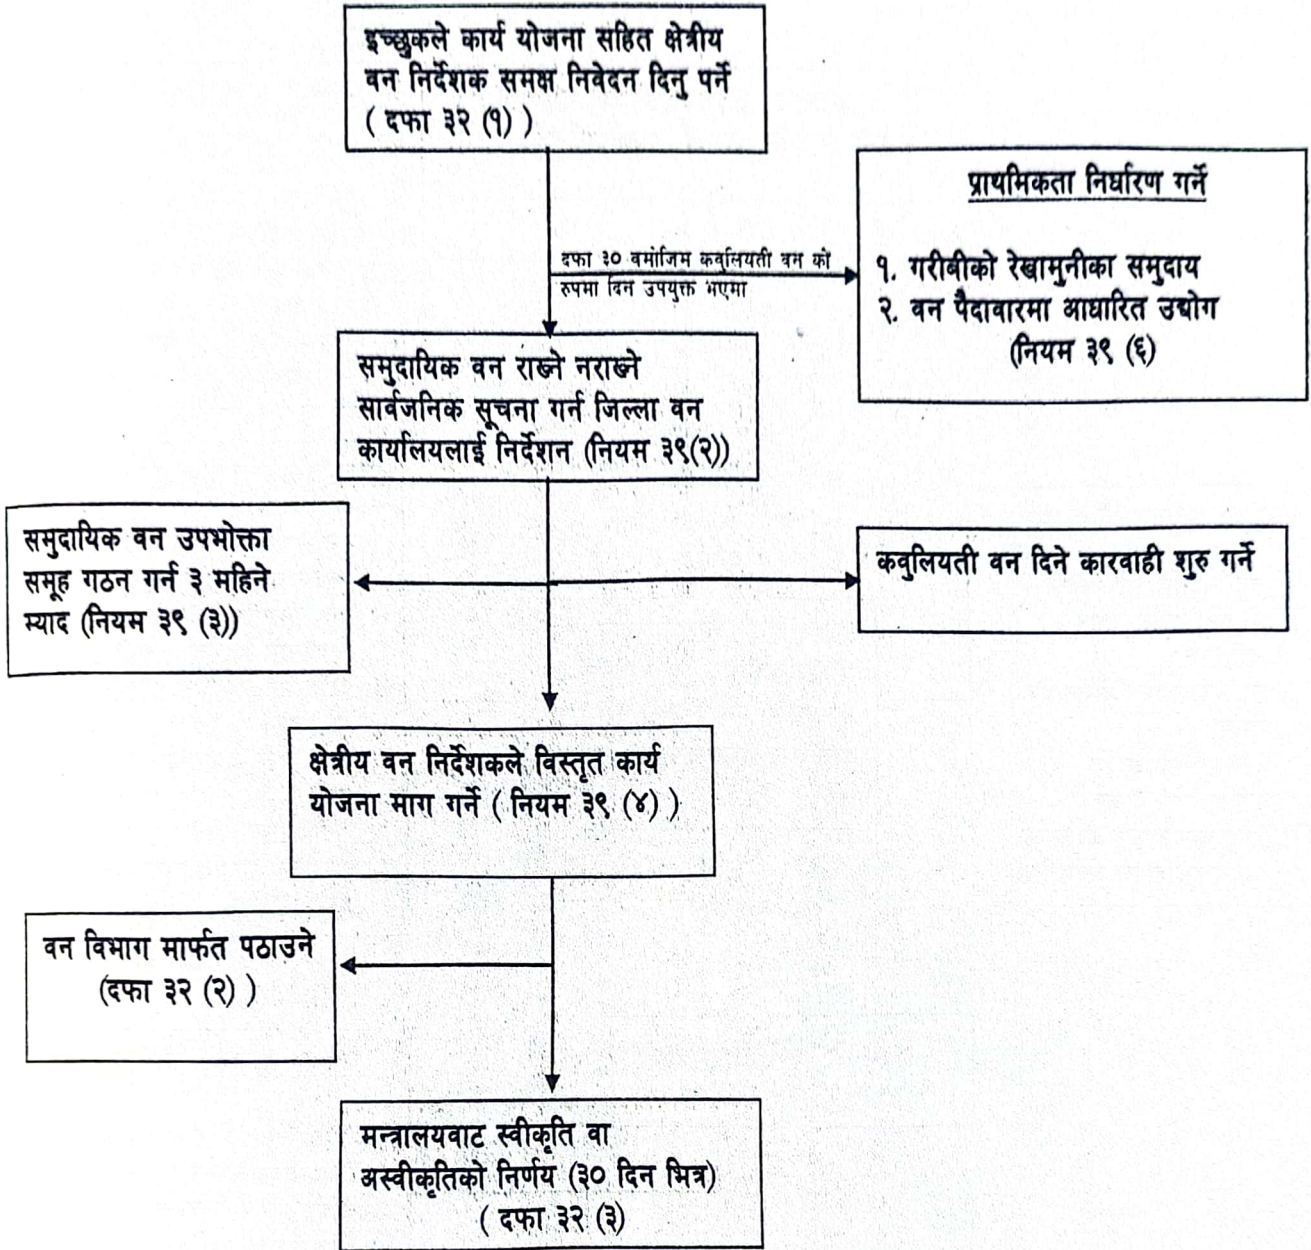 इच्छुकले कार्य योजना सहित क्षेत्रीय
वन निर्देशक समक्ष निवेदन दिनु पर्ने
( दफा ३२ (१) )
प्राथमिकता निर्धारण गर्ने
१. गरीबीको रेखामुनीका समुदाय
२. वन पैदावारमा आधारित उद्योग
(नियम ३९ (६)
दफा ३० बमोजिम कबुलियती वन को
रुपमा दिन उपयुक्त भएमा
समुदायिक वन राख्ने नराख्ने
सार्वजनिक सूचना गर्न जिल्ला वन
कार्यालयलाई निर्देशन (नियम ३९(२))
समुदायिक वन उपभोक्ता
समूह गठन गर्न ३ महिने
म्याद (नियम ३९ (३))
कवुलियती वन दिने कारवाही शुरु गर्ने
क्षेत्रीय वन निर्देशकले विस्तृत कार्य
योजना माग गर्ने ( नियम ३९ (४) )
वन विभाग मार्फत पठाउने
(दफा ३२ (२) )
मन्त्रालयवाट स्वीकृति वा
अस्वीकृतिको निर्णय (३० दिन भित्र)
( दफा ३२ (३)